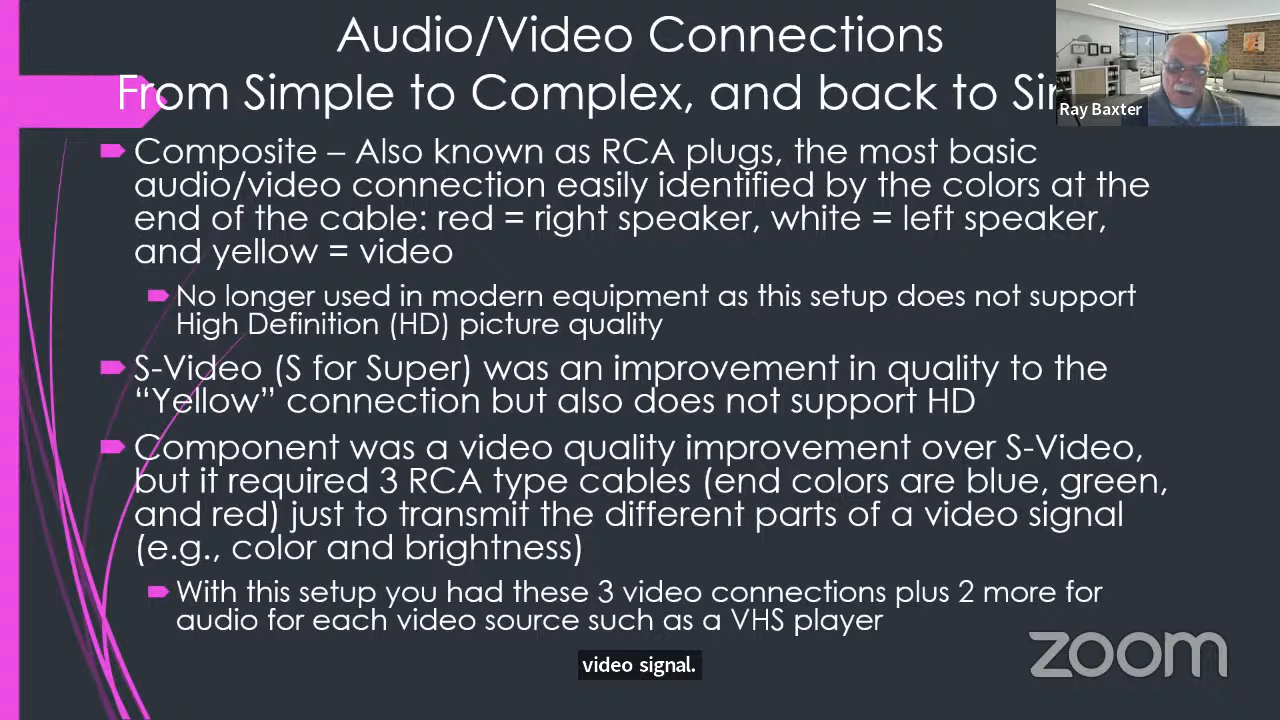 Audio/Video Connections
From Simple to Complex, and back to Sim
Ray Baxter
Composite – Also known as RCA plugs, the most basic
audio/video connection easily identified by the colors at the
end of the cable: red = right speaker, white = left speaker,
and yellow = video
No longer used in modern equipment as this setup does not support
High Definition (HD) picture quality
S-Video (S for Super) was an improvement in quality to the
“Yellow” connection but also does not support HD
Component was a video quality improvement over S-Video,
but it required 3 RCA type cables (end colors are blue, green,
and red) just to transmit the different parts of a video signal
(e.g., color and brightness)
With this setup you had these 3 video connections plus 2 more for
audio for each video source such as a VHS player
video signal.
zoom